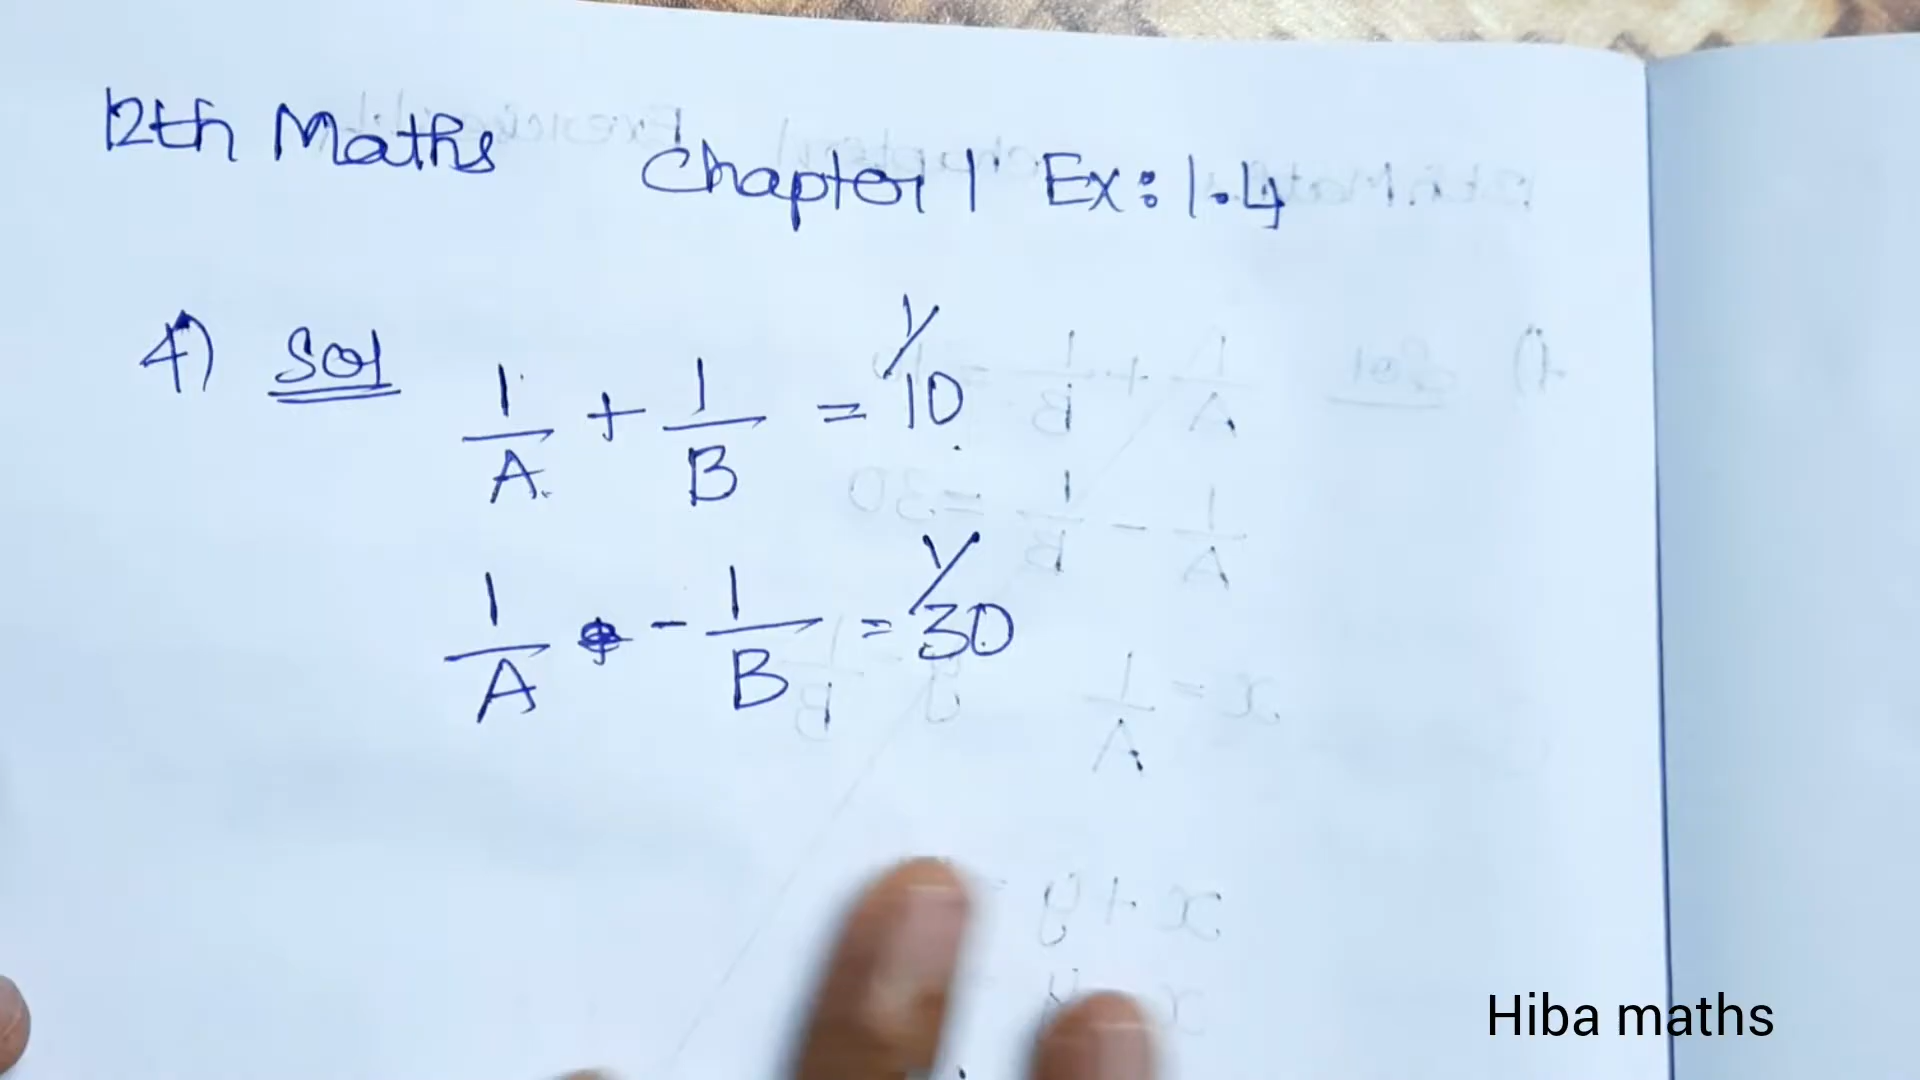 12th Maths Chapter 1 Ex: 1.4
4) Sol 1/A + 1/B = 1/10
1/A - 1/B = 1/30
Hiba maths